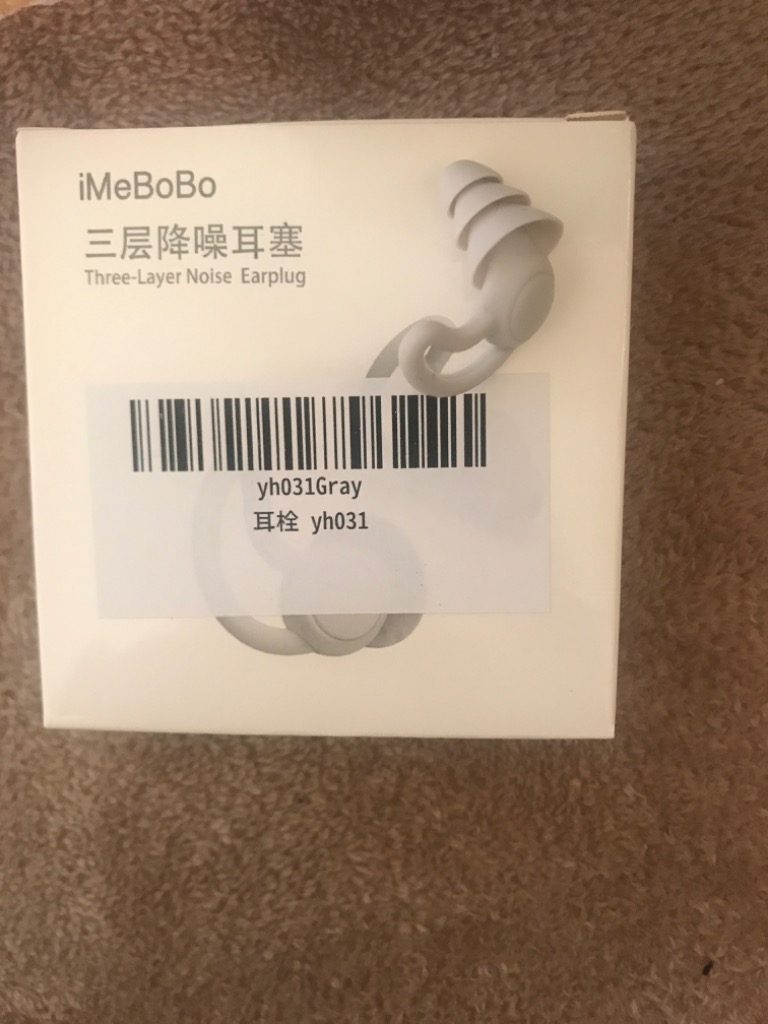 iMeBoBo
三层降噪耳塞
Three-Layer Noise Earplug
yh031Gray
耳栓 yh031